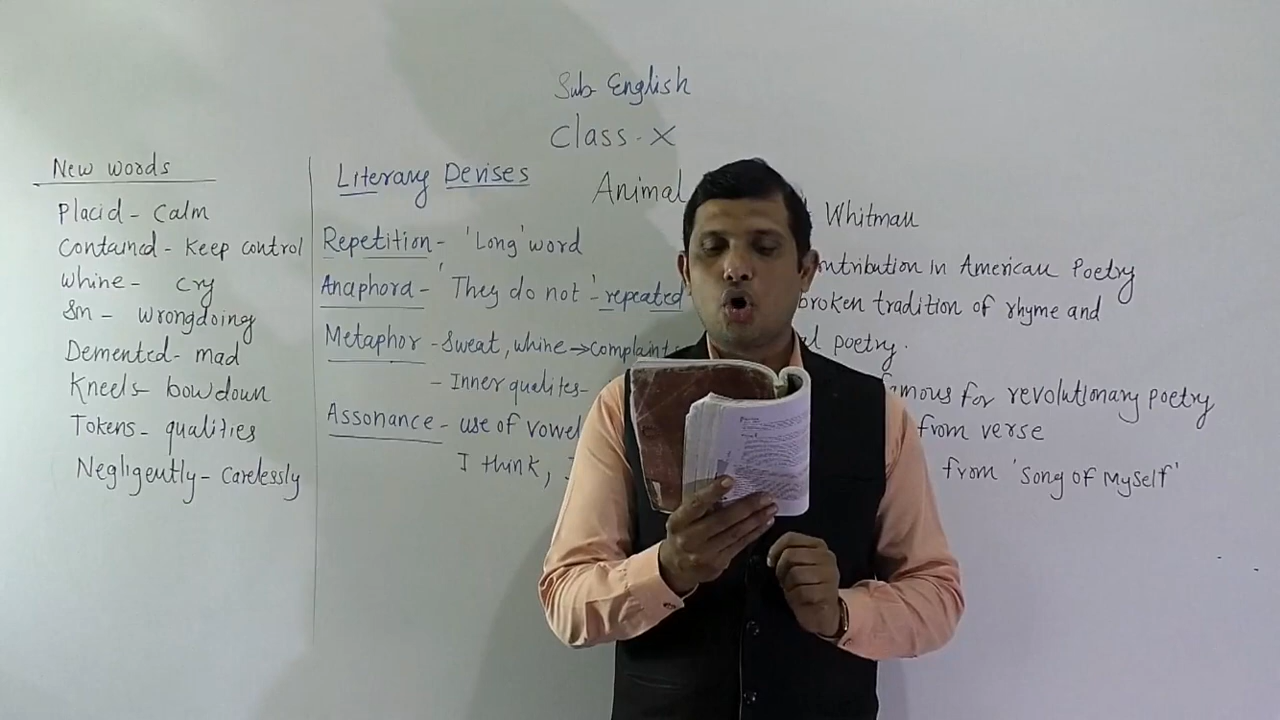 Sub- English
Class - X
Animal
Whitman
New words
Placid - Calm
Contained - Keep control
Whine - cry
Sin - wrongdoing
Demented - mad
Kneels - bow down
Tokens - qualities
Negligently - Carelessly
Literary Devises
Repetition - 'Long' word
Anaphora - 'They do not' - repeated
Metaphor - Sweat, whine → complaint
- Inner qualites -
Assonance - use of vowel
I think,
in American Poetry
broken tradition of rhyme and
poetry.
for revolutionary poetry
from verse
from 'Song of Myself'